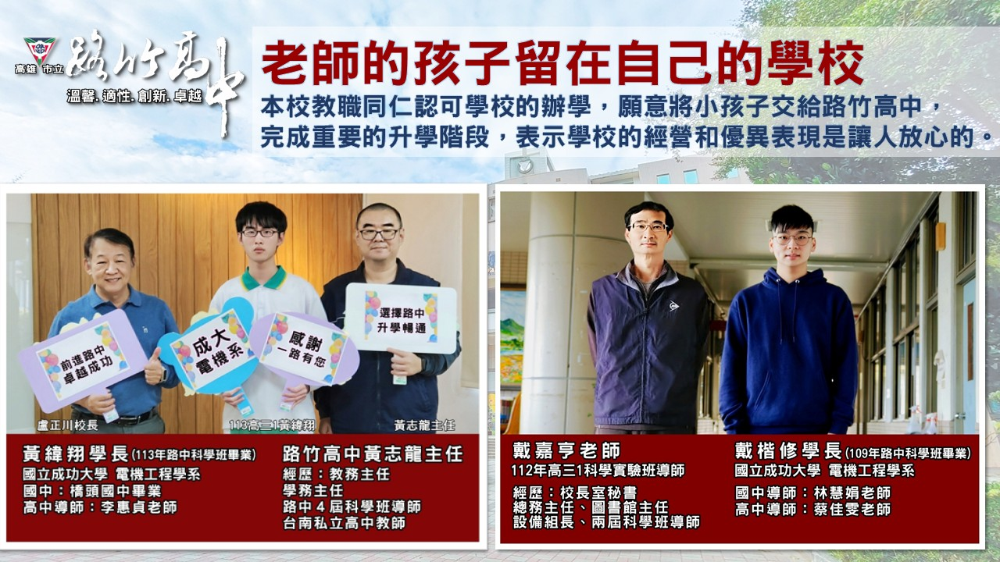 高雄市立
路竹高中
溫馨.適性.創新.卓越
老師的孩子留在自己的學校
本校教職同仁認可學校的辦學，願意將小孩子交給路竹高中，
完成重要的升學階段，表示學校的經營和優異表現是讓人放心的。
前進路中
卓越成功
成大
電機系
感謝
一路有您
選擇路中
升學暢通
盧正川校長
113高三1黃緯翔
黃志龍主任
黃緯翔學長(113年路中科學班畢業)
國立成功大學 電機工程學系
國中：橋頭國中畢業
高中導師：李惠貞老師
路竹高中黃志龍主任
經歷：教務主任
學務主任
路中４屆科學班導師
台南私立高中教師
戴嘉亨老師
112年高三1科學實驗班導師
經歷：校長室秘書
總務主任、圖書館主任
設備組長、兩屆科學班導師
戴楷修學長(109年路中科學班畢業)
國立成功大學 電機工程學系
國中導師：林慧娟老師
高中導師：蔡佳雯老師